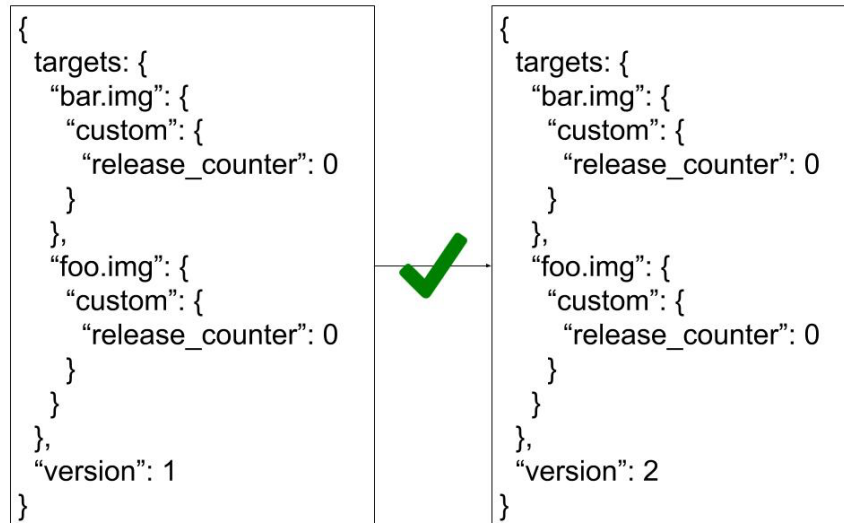 {
targets: {
“bar.img”: {
“custom”: {
“release_counter”: 0
}
},
“foo.img”: {
“custom”: {
“release_counter”: 0
}
}
},
“version”: 1
}
{
targets: {
“bar.img”: {
“custom”: {
“release_counter”: 0
}
},
“foo.img”: {
“custom”: {
“release_counter”: 0
}
}
},
“version”: 2
}